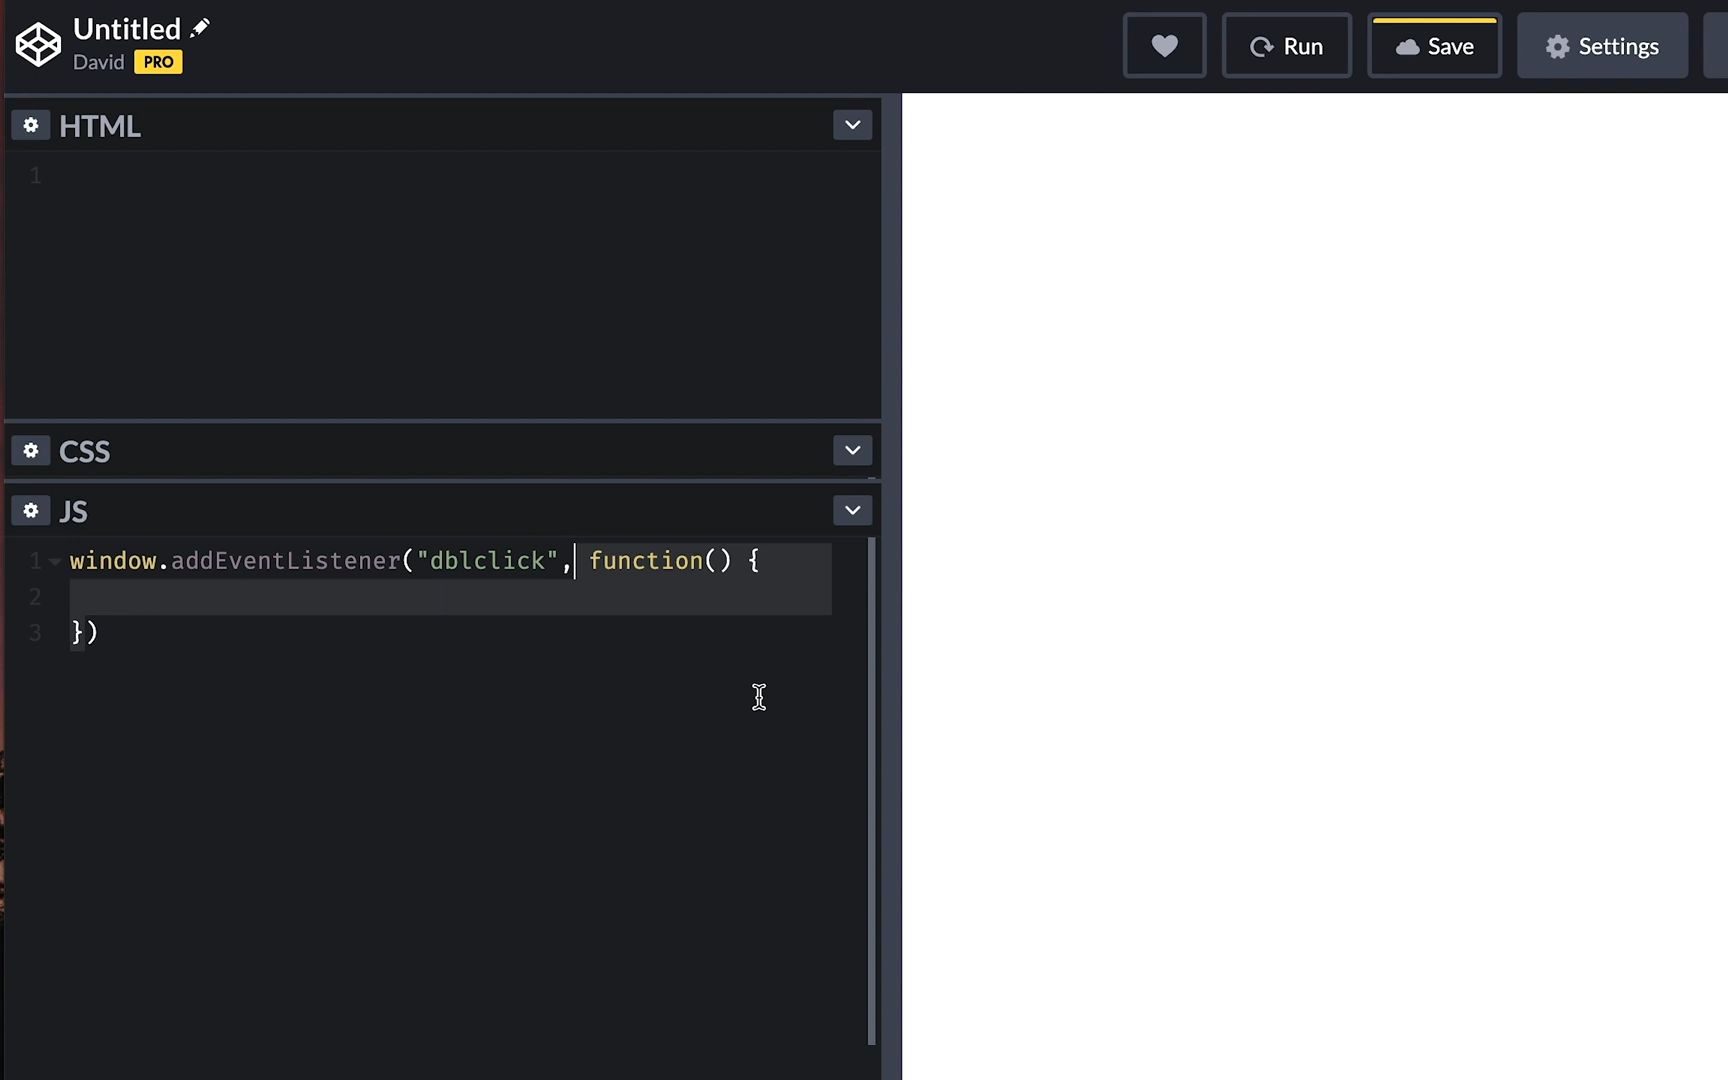 Untitled
David PRO
Run
Save
Settings
HTML
1
CSS
JS
1 window.addEventListener("dblclick", function() {
2
3 })